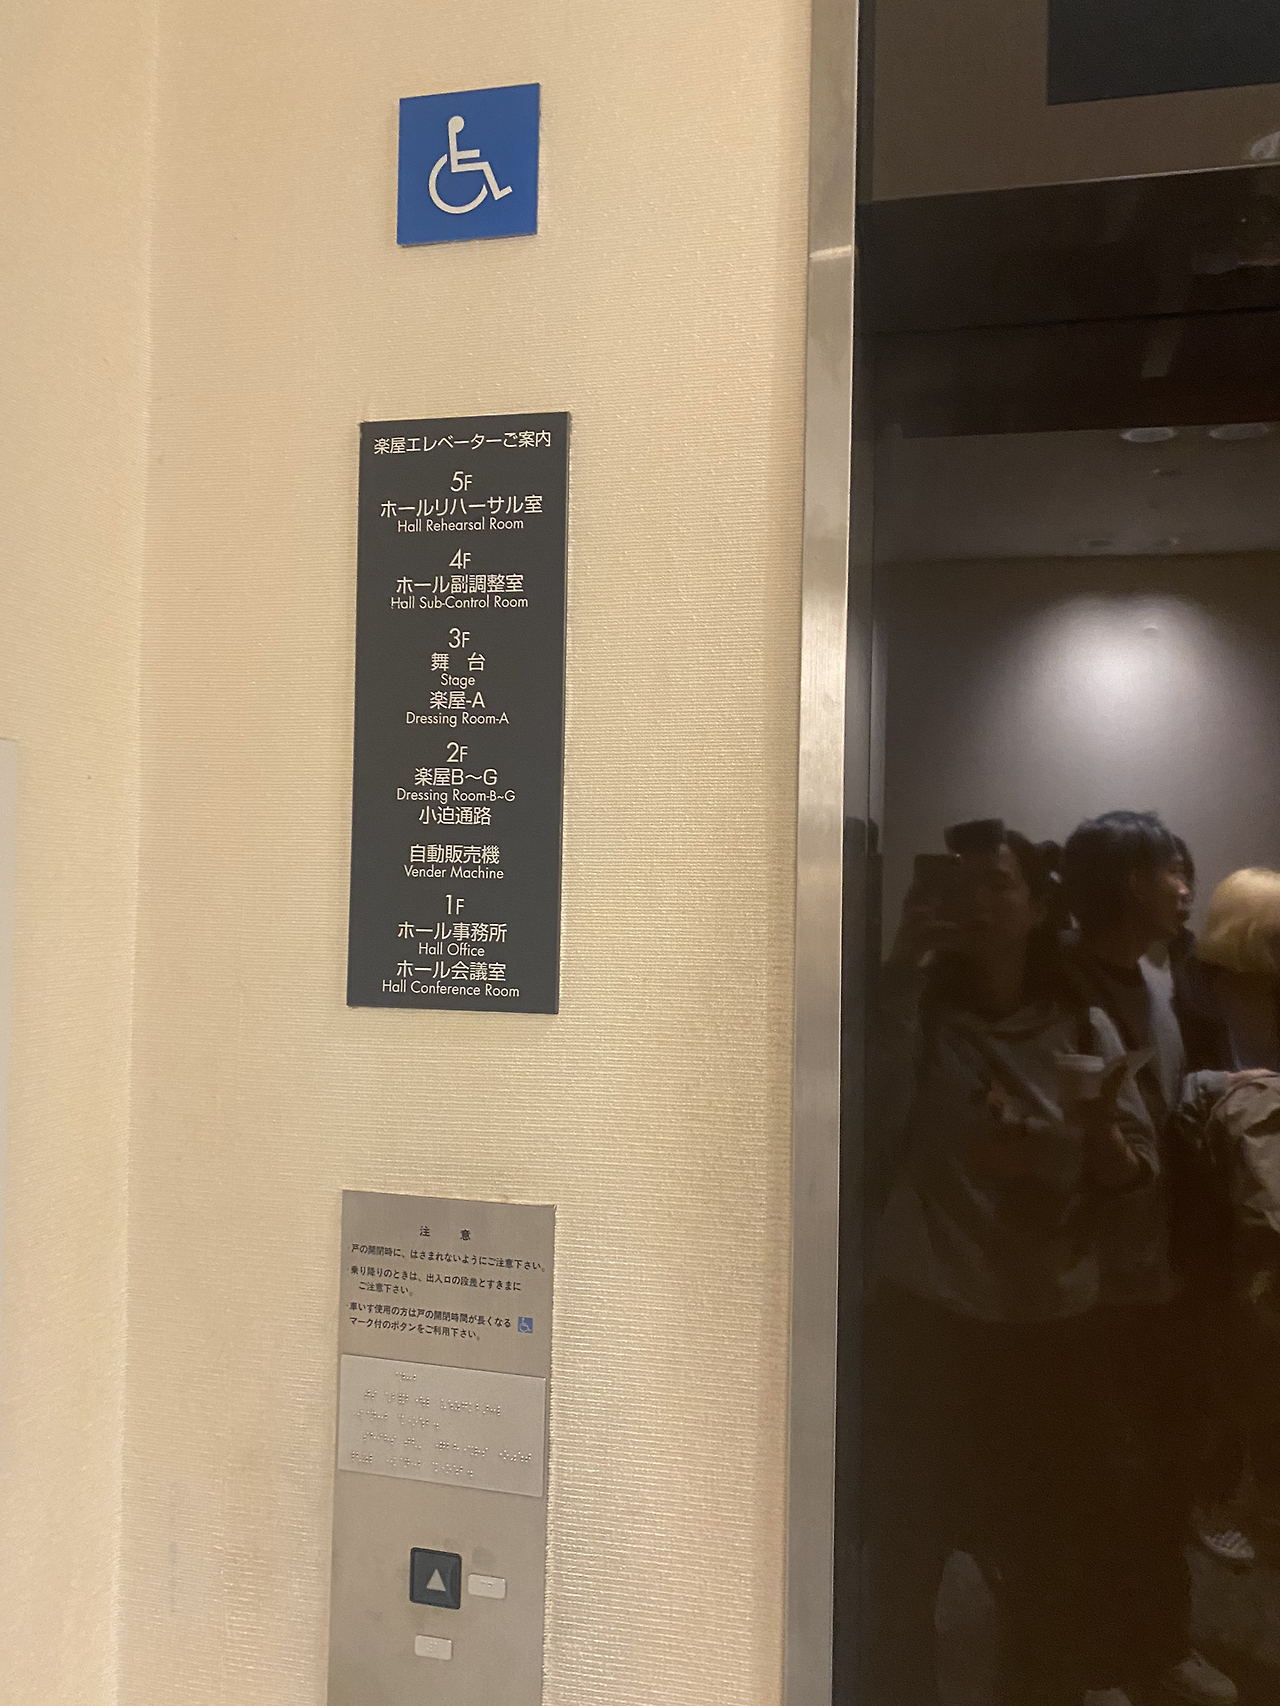 楽屋エレベーターご案内
5F
ホールリハーサル室
Hall Rehearsal Room
4F
ホール副調整室
Hall Sub-Control Room
3F
舞 台
Stage
楽屋-A
Dressing Room-A
2F
楽屋B～G
Dressing Room-B~G
小迫通路
自動販売機
Vender Machine
1F
ホール事務所
Hall Office
ホール会議室
Hall Conference Room
注 意
・戸の開閉時に、はさまれないようにご注意下さい。
・乗り降りのときは、出入口の段差とすきまに
ご注意下さい。
・車いす使用の方は戸の開閉時間が長くなる
マーク付のボタンをご利用下さい。